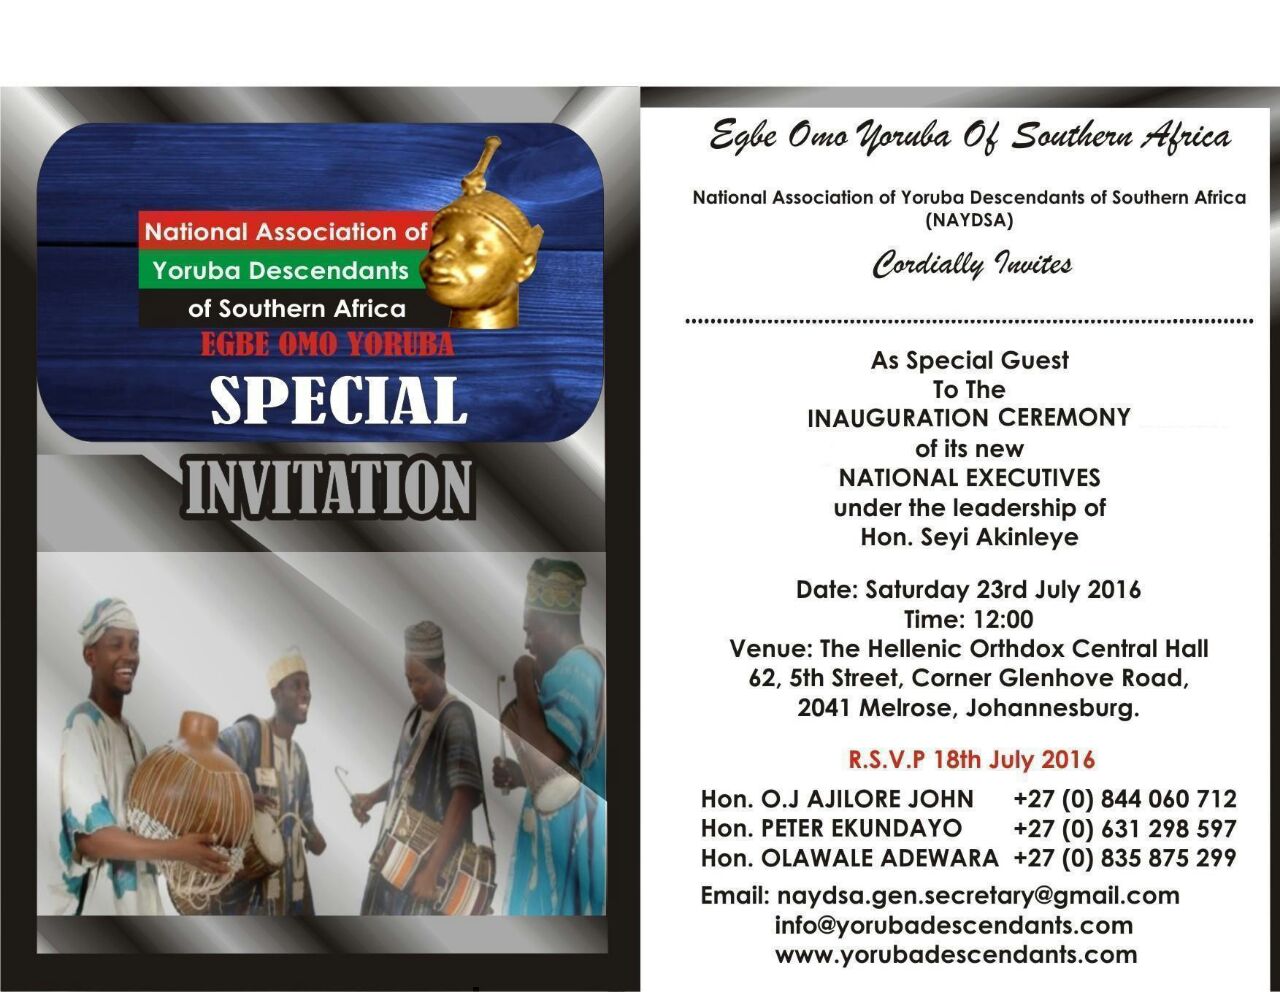 National Association of
Yoruba Descendants
of Southern Africa
EGBE OMO YORUBA
SPECIAL
INVITATION
Egbe Omo Yoruba Of Southern Africa
National Association of Yoruba Descendants of Southern Africa
(NAYDSA)
Cordially Invites
................................................................................................
As Special Guest
To The
INAUGURATION CEREMONY
of its new
NATIONAL EXECUTIVES
under the leadership of
Hon. Seyi Akinleye
Date: Saturday 23rd July 2016
Time: 12:00
Venue: The Hellenic Orthdox Central Hall
62, 5th Street, Corner Glenhove Road,
2041 Melrose, Johannesburg.
R.S.V.P 18th July 2016
Hon. O.J AJILORE JOHN +27 (0) 844 060 712
Hon. PETER EKUNDAYO +27 (0) 631 298 597
Hon. OLAWALE ADEWARA +27 (0) 835 875 299
Email: naydsa.gen.secretary@gmail.com
info@yorubadescendants.com
www.yorubadescendants.com